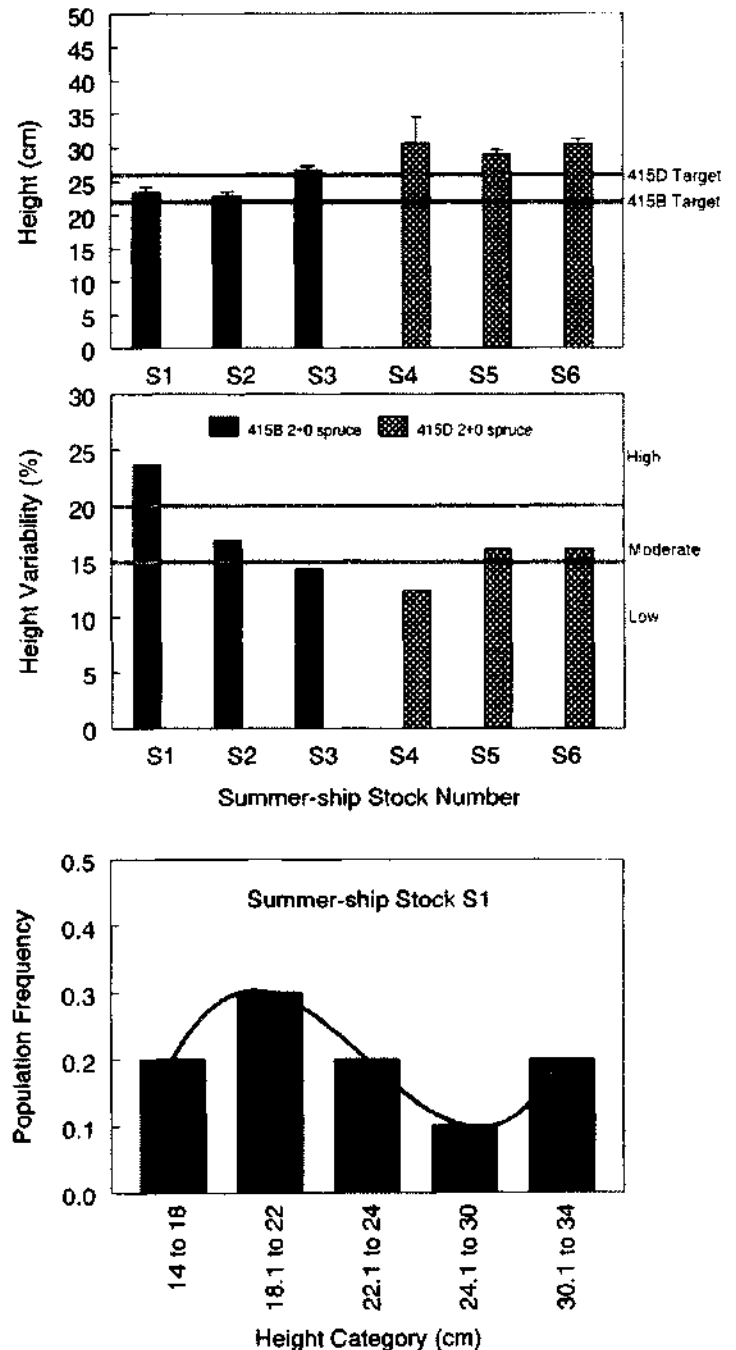 50
45
40
35
30
25
20
15
10
5
0
Height (cm)
415D Target
415B Target
S1 S2 S3 S4 S5 S6
30
25
20
15
10
5
0
Height Variability (%)
415B 2+0 spruce 415D 2+0 spruce
High
Moderate
Low
S1 S2 S3 S4 S5 S6
Summer-ship Stock Number
0.5
0.4
0.3
0.2
0.1
0.0
Population Frequency
Summer-ship Stock S1
14 to 18
18.1 to 22
22.1 to 24
24.1 to 30
30.1 to 34
Height Category (cm)